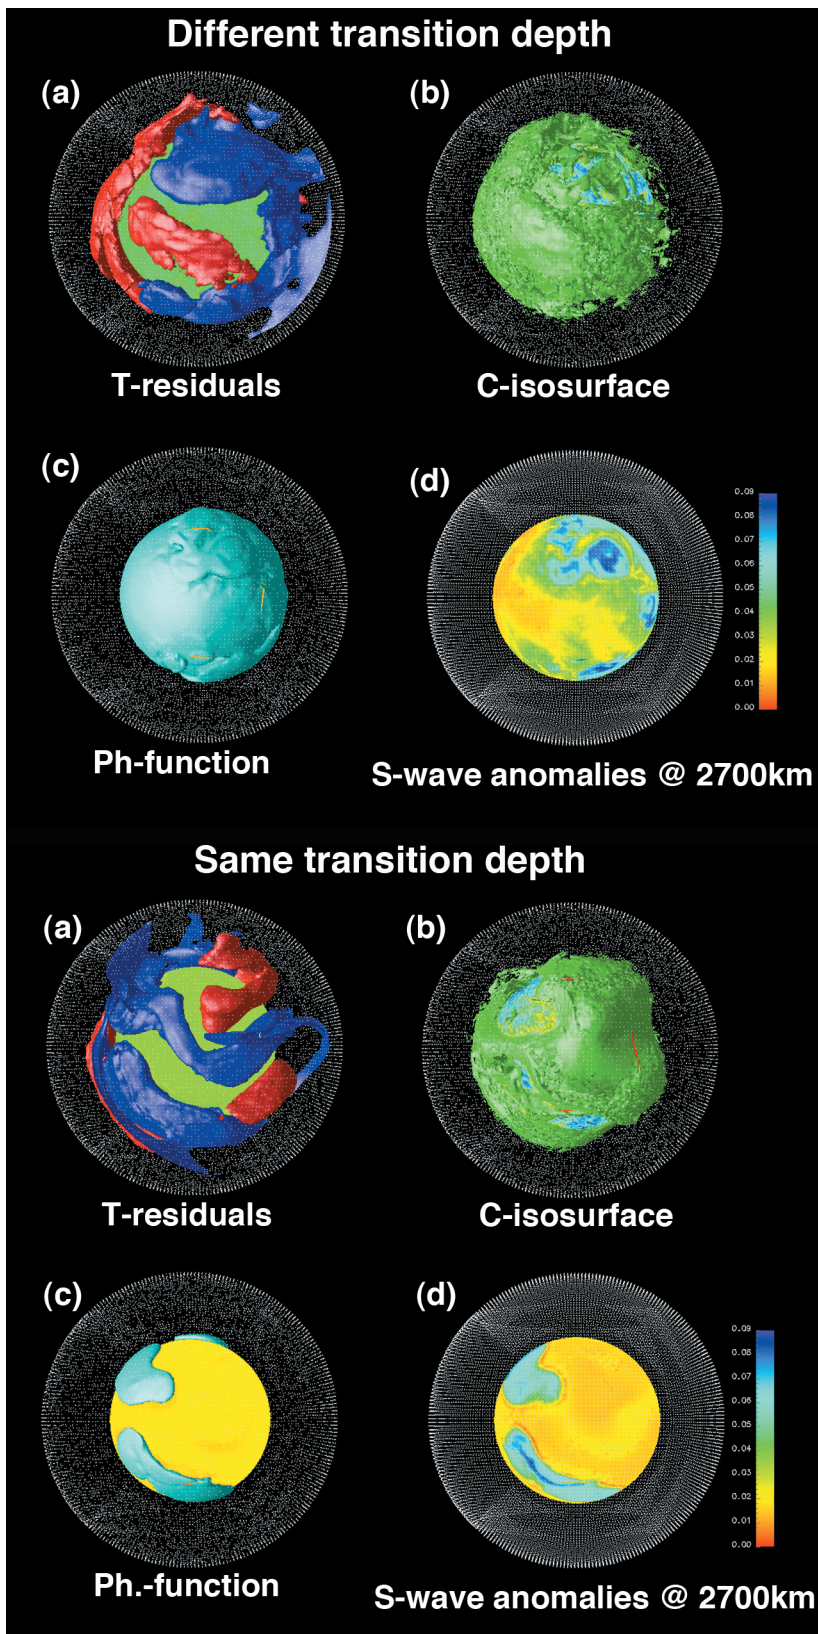 Different transition depth
(a)
(b)
T-residuals
C-isosurface
(c)
(d)
0.09
0.08
0.07
0.06
0.05
0.04
0.03
0.02
0.01
0.00
Ph-function
S-wave anomalies @ 2700km
Same transition depth
(a)
(b)
T-residuals
C-isosurface
(c)
(d)
0.09
0.08
0.07
0.06
0.05
0.04
0.03
0.02
0.01
0.00
Ph.-function
S-wave anomalies @ 2700km